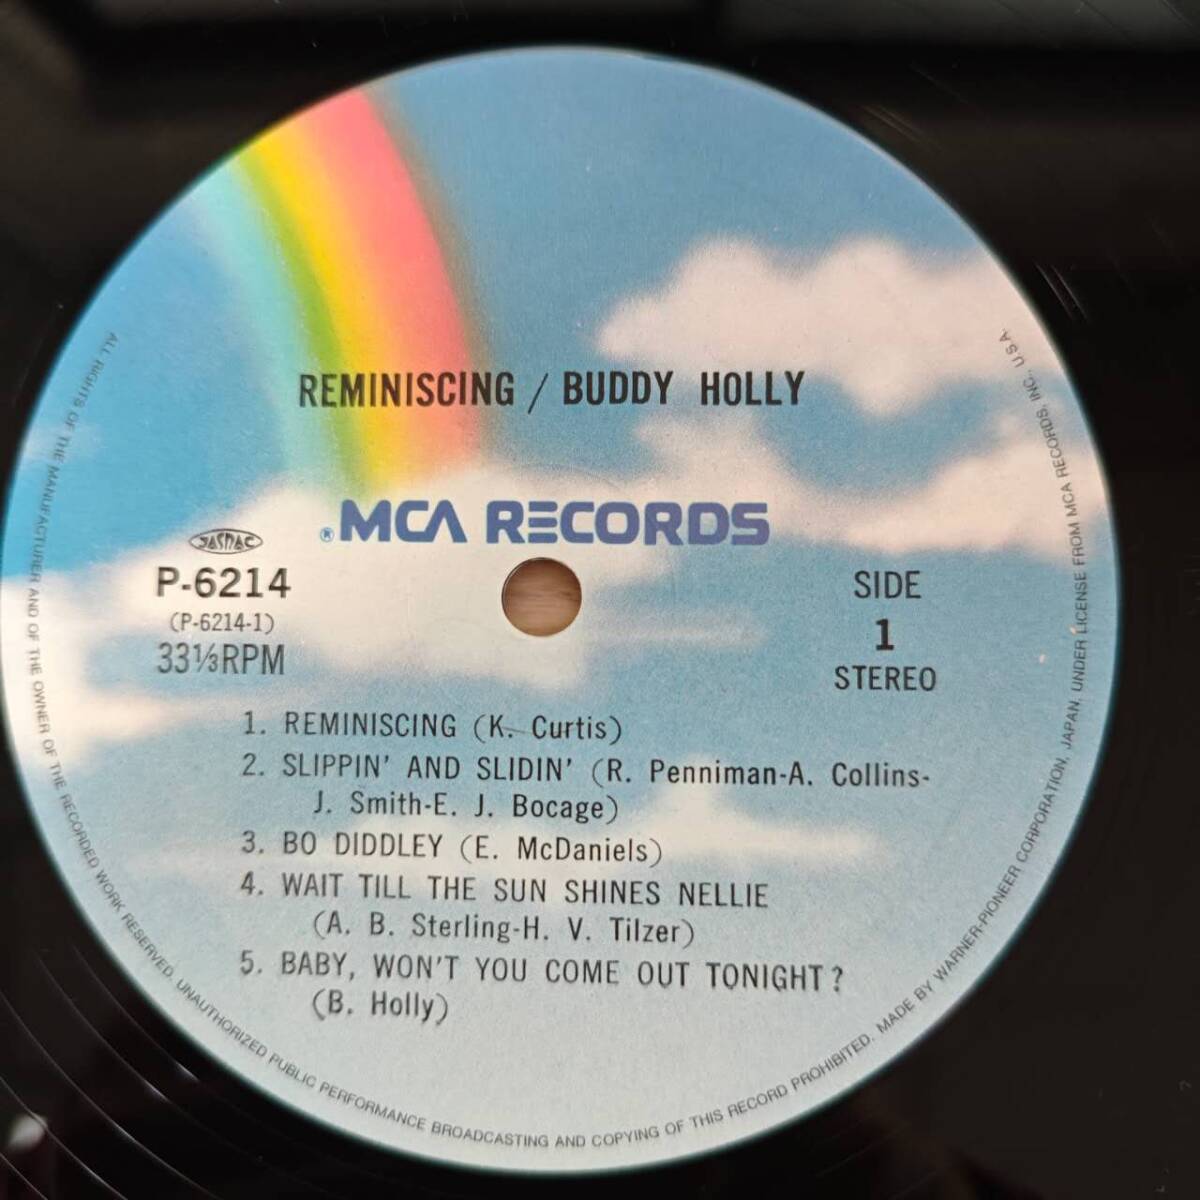 REMINISCING / BUDDY HOLLY
®MCA RECORDS
JASRAC
P-6214
(P-6214-1)
33⅓RPM
SIDE
1
STEREO
1. REMINISCING (K. Curtis)
2. SLIPPIN' AND SLIDIN' (R. Penniman-A. Collins-
J. Smith-E. J. Bocage)
3. BO DIDDLEY (E. McDaniels)
4. WAIT TILL THE SUN SHINES NELLIE
(A. B. Sterling-H. V. Tilzer)
5. BABY, WON'T YOU COME OUT TONIGHT?
(B. Holly)
ALL RIGHTS OF THE MANUFACTURER AND OF THE OWNER OF THE RECORDED WORK RESERVED. UNAUTHORIZED PUBLIC PERFORMANCE BROADCASTING AND COPYING OF THIS RECORD PROHIBITED. MADE BY WARNER-PIONEER CORPORATION, JAPAN. UNDER LICENSE FROM MCA RECORDS, INC., U.S.A.